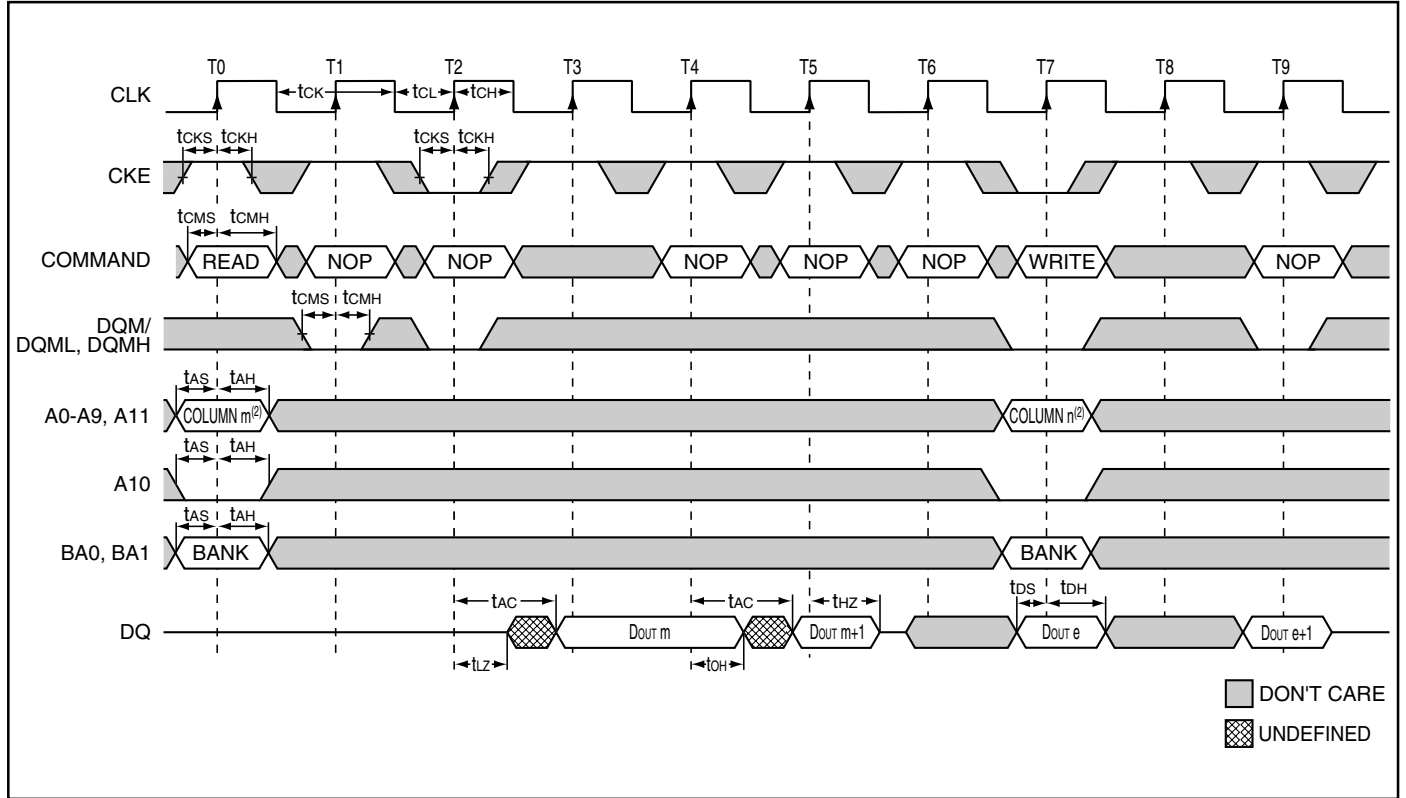 T0 T1 T2 T3 T4 T5 T6 T7 T8 T9
CLK
tCK tCL tCH
tCKS tCKH tCKS tCKH
CKE
tCMS tCMH
COMMAND READ NOP NOP NOP NOP NOP WRITE NOP
tCMS tCMH
DQM/
DQML, DQMH
tAS tAH
A0-A9, A11 COLUMN m(2) COLUMN n(2)
tAS tAH
A10
tAS tAH
BA0, BA1 BANK BANK
tAC tAC tHZ tDS tDH
DQ DOUT m DOUT m+1 DOUT e DOUT e+1
tLZ tOH
DON'T CARE
UNDEFINED